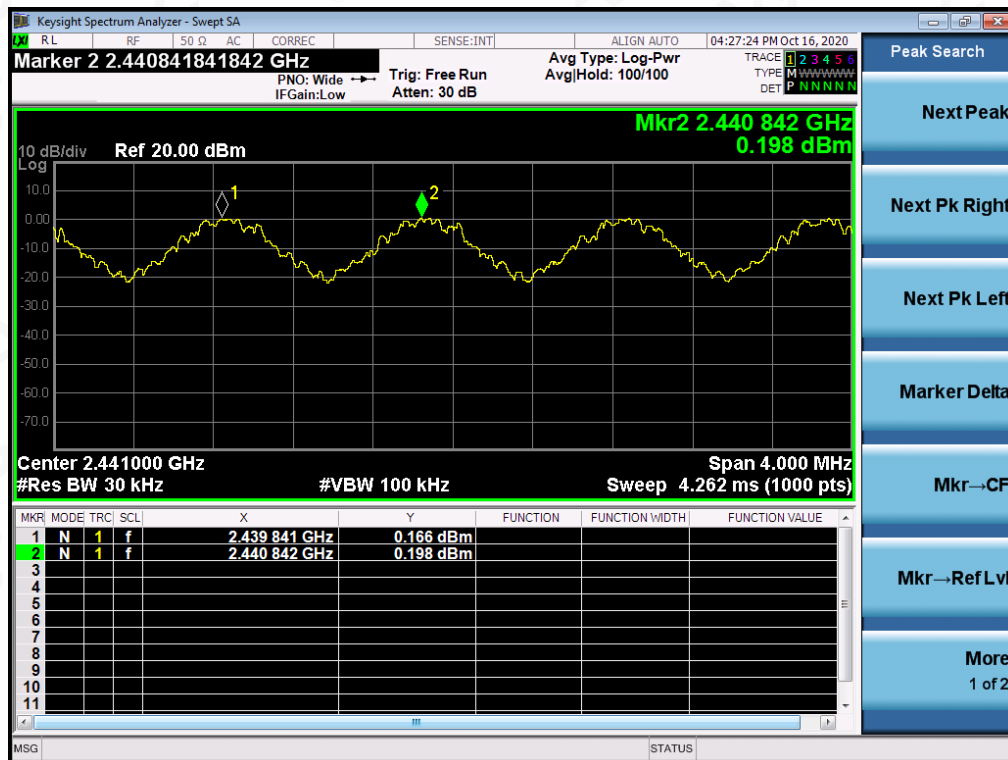 Keysight Spectrum Analyzer - Swept SA
LXI RL RF 50 Ω AC CORREC SENSE:INT ALIGN AUTO 04:27:24 PM Oct 16, 2020
Marker 2 2.440841841842 GHz
PNO: Wide
IFGain:Low
Trig: Free Run
Atten: 30 dB
Avg Type: Log-Pwr
Avg|Hold: 100/100
TRACE 1 2 3 4 5 6
TYPE M WWWWW
DET P N N N N N
Mkr2 2.440 842 GHz
0.198 dBm
10 dB/div Ref 20.00 dBm
Log
10.0
0.00
-10.0
-20.0
-30.0
-40.0
-50.0
-60.0
-70.0
1
2
Center 2.441000 GHz Span 4.000 MHz
#Res BW 30 kHz #VBW 100 kHz Sweep 4.262 ms (1000 pts)
MKR MODE TRC SCL X Y FUNCTION FUNCTION WIDTH FUNCTION VALUE
1 N 1 f 2.439 841 GHz 0.166 dBm
2 N 1 f 2.440 842 GHz 0.198 dBm
3
4
5
6
7
8
9
10
11
MSG STATUS
Peak Search
Next Peak
Next Pk Right
Next Pk Left
Marker Delta
Mkr→CF
Mkr→Ref Lvl
More
1 of 2